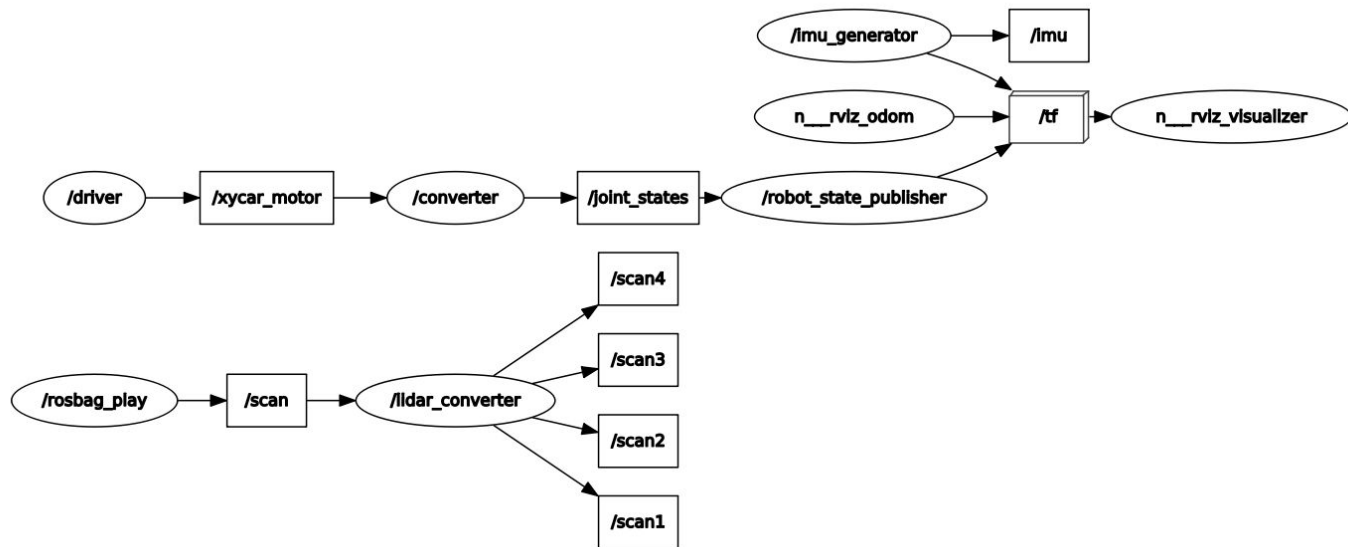 /imu_generator
/imu
n___rviz_odom
/tf
n___rviz_visualizer
/driver
/xycar_motor
/converter
/joint_states
/robot_state_publisher
/scan4
/scan3
/rosbag_play
/scan
/lidar_converter
/scan2
/scan1